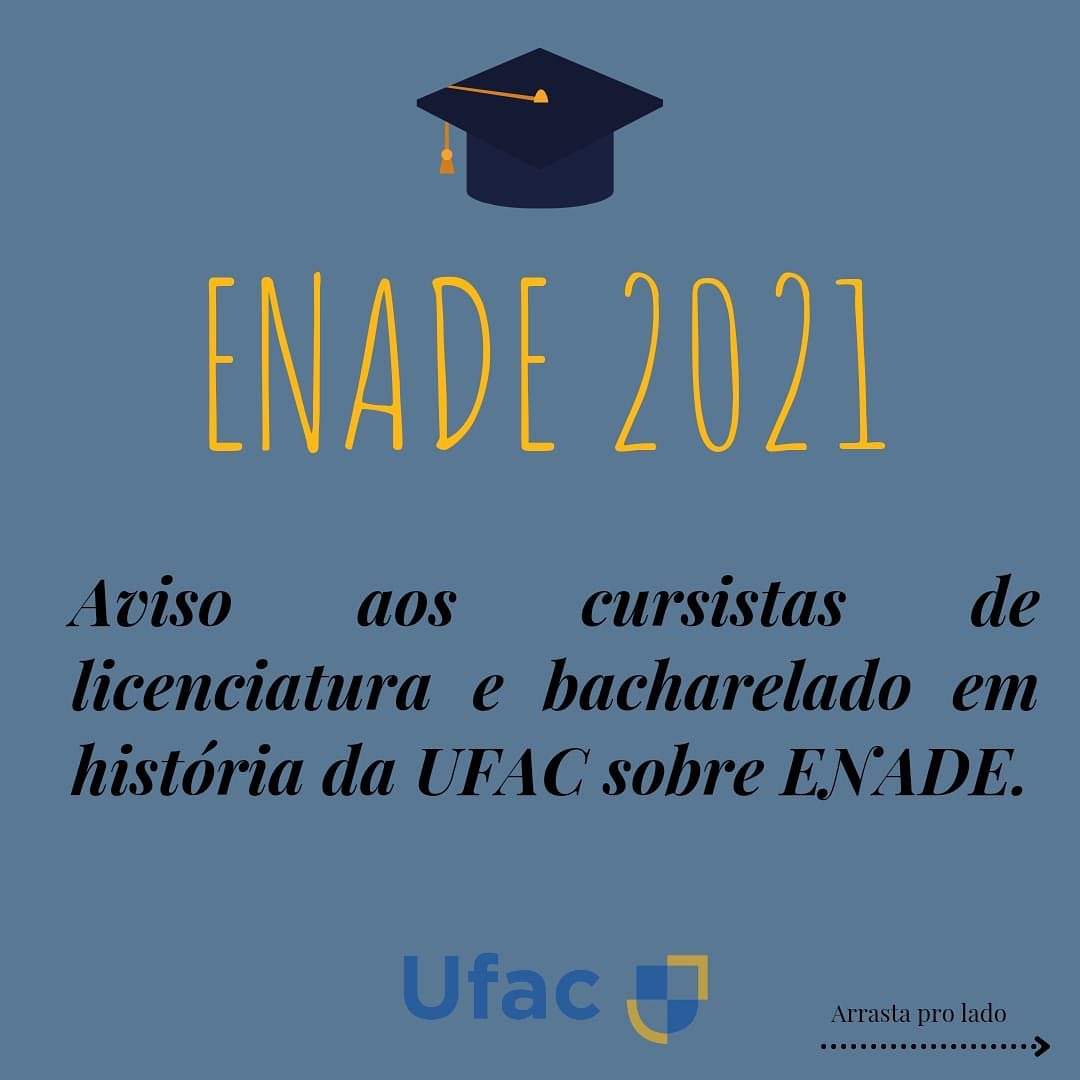 ENADE 2021
Aviso aos cursistas de
licenciatura e bacharelado em
história da UFAC sobre ENADE.
Ufac
Arrasta pro lado